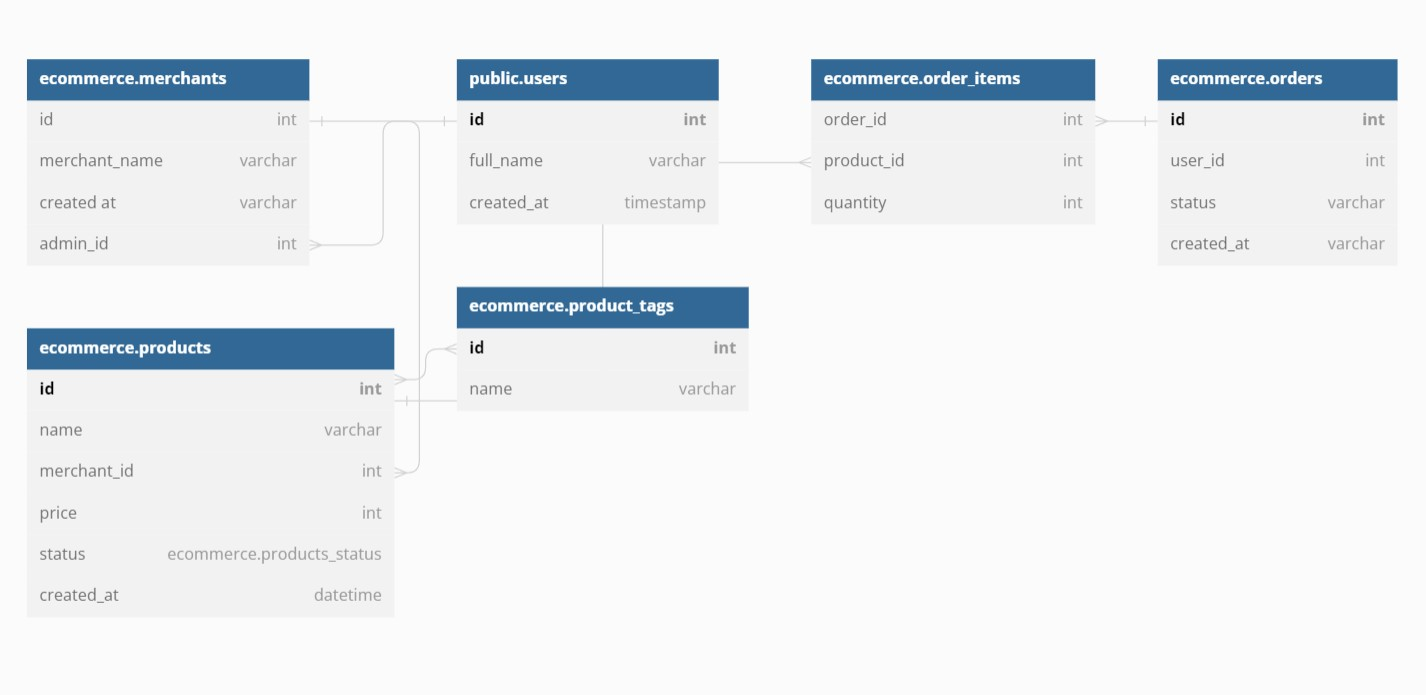 ecommerce.merchants
id int
merchant_name varchar
created at varchar
admin_id int
public.users
id int
full_name varchar
created_at timestamp
ecommerce.order_items
order_id int
product_id int
quantity int
ecommerce.orders
id int
user_id int
status varchar
created_at varchar
ecommerce.products
id int
name varchar
merchant_id int
price int
status ecommerce.products_status
created_at datetime
ecommerce.product_tags
id int
name varchar